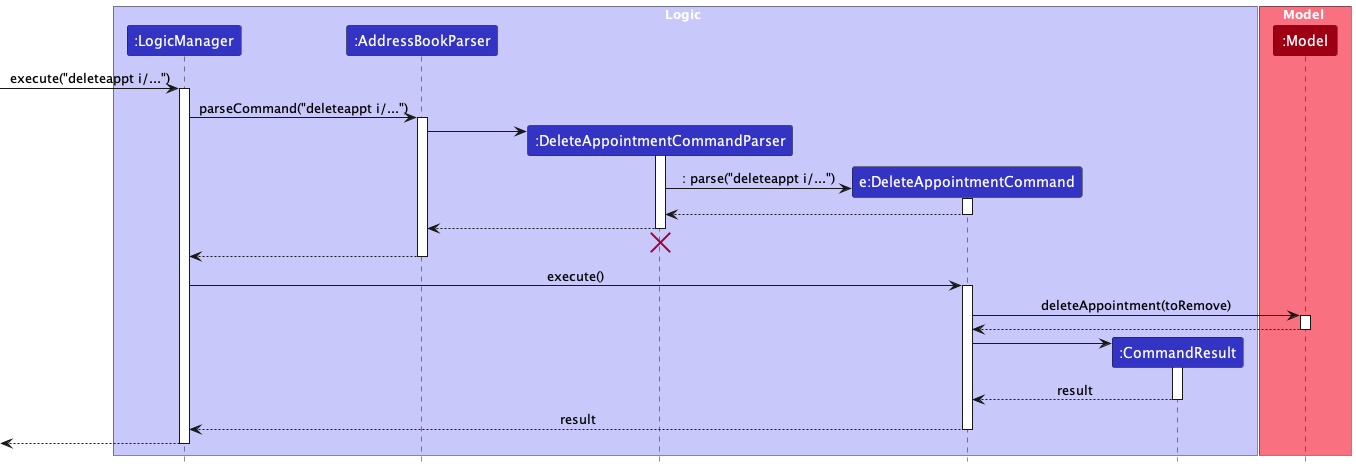 Logic
Model
:LogicManager
:AddressBookParser
:Model
execute("deleteappt i/...")
parseCommand("deleteappt i/...")
:DeleteAppointmentCommandParser
: parse("deleteappt i/...")
e:DeleteAppointmentCommand
execute()
deleteAppointment(toRemove)
:CommandResult
result
result